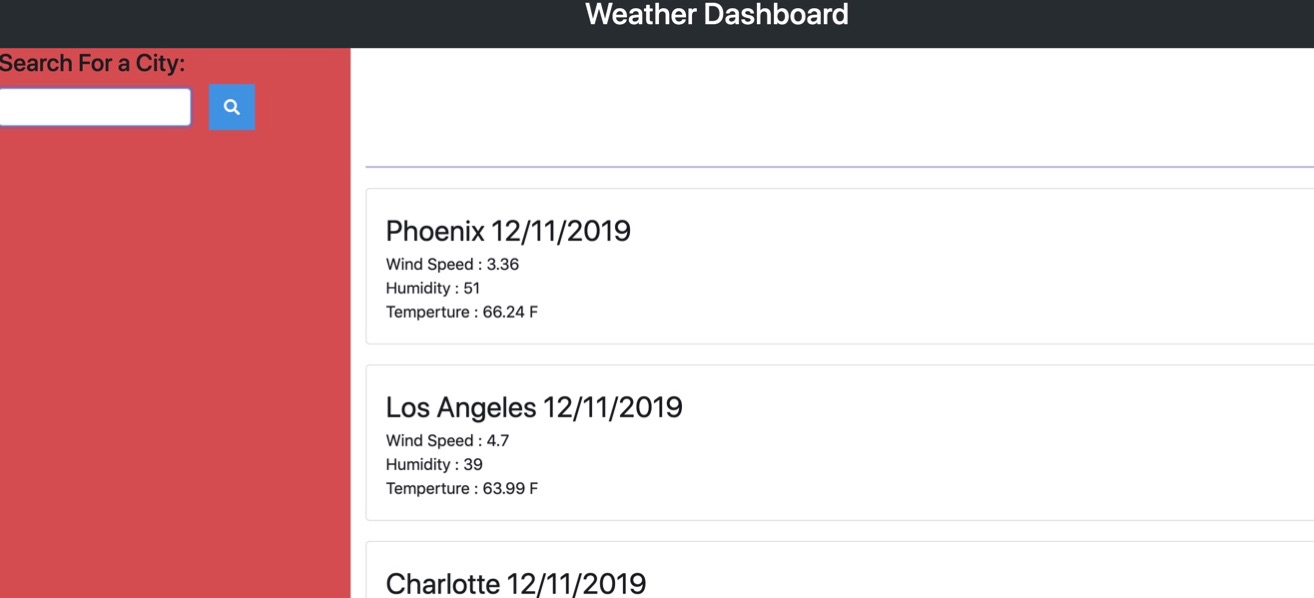 Weather Dashboard
Search For a City:
Phoenix 12/11/2019
Wind Speed : 3.36
Humidity : 51
Temperture : 66.24 F
Los Angeles 12/11/2019
Wind Speed : 4.7
Humidity : 39
Temperture : 63.99 F
Charlotte 12/11/2019